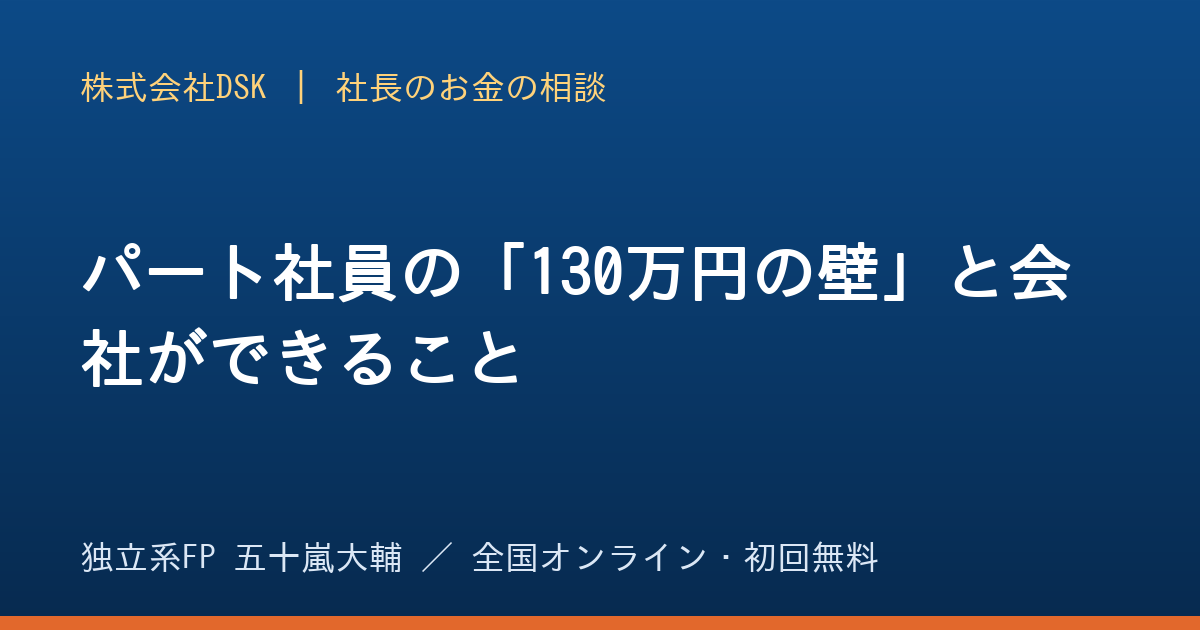 株式会社DSK ｜ 社長のお金の相談
パート社員の「130万円の壁」と会
社ができること
独立系FP 五十嵐大輔 ／ 全国オンライン・初回無料